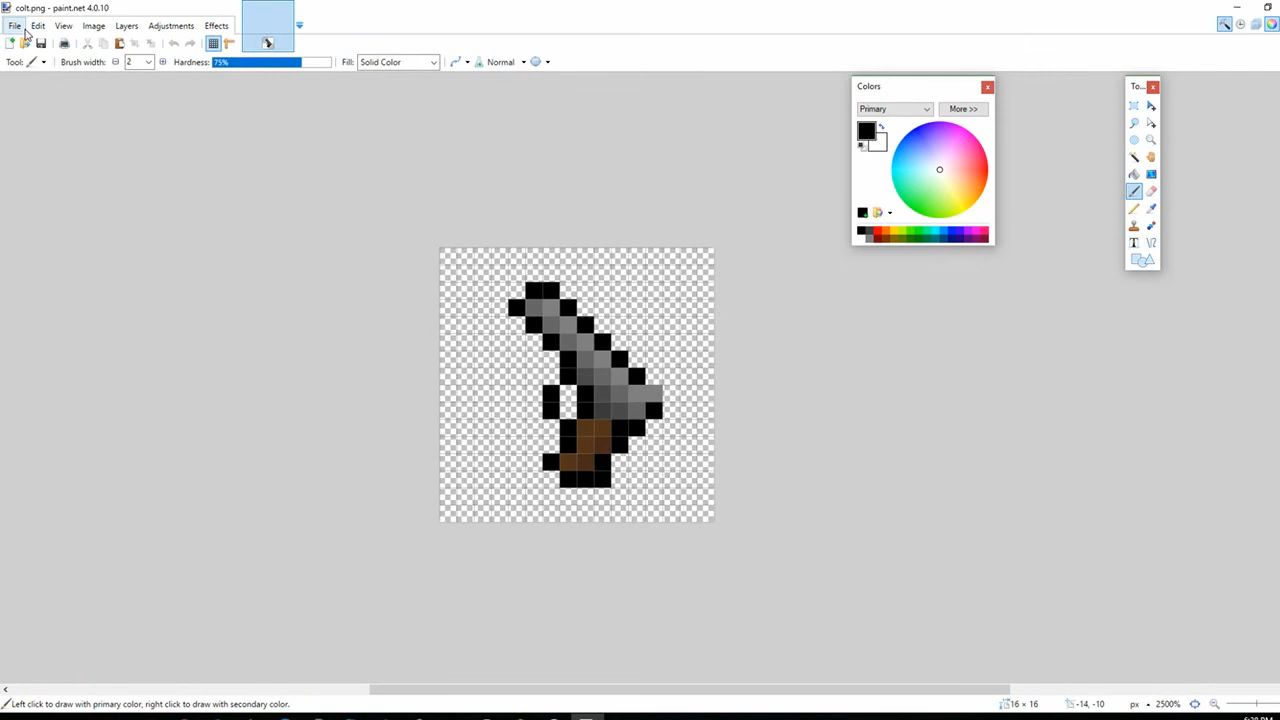 colt.png - paint.net 4.0.10
File Edit View Image Layers Adjustments Effects
Tool: Brush width: 2 Hardness: 75% Fill: Solid Color Normal
Colors
Primary More >>
To...
Left click to draw with primary color, right click to draw with secondary color. 16 × 16 -14, -10 px 2500%